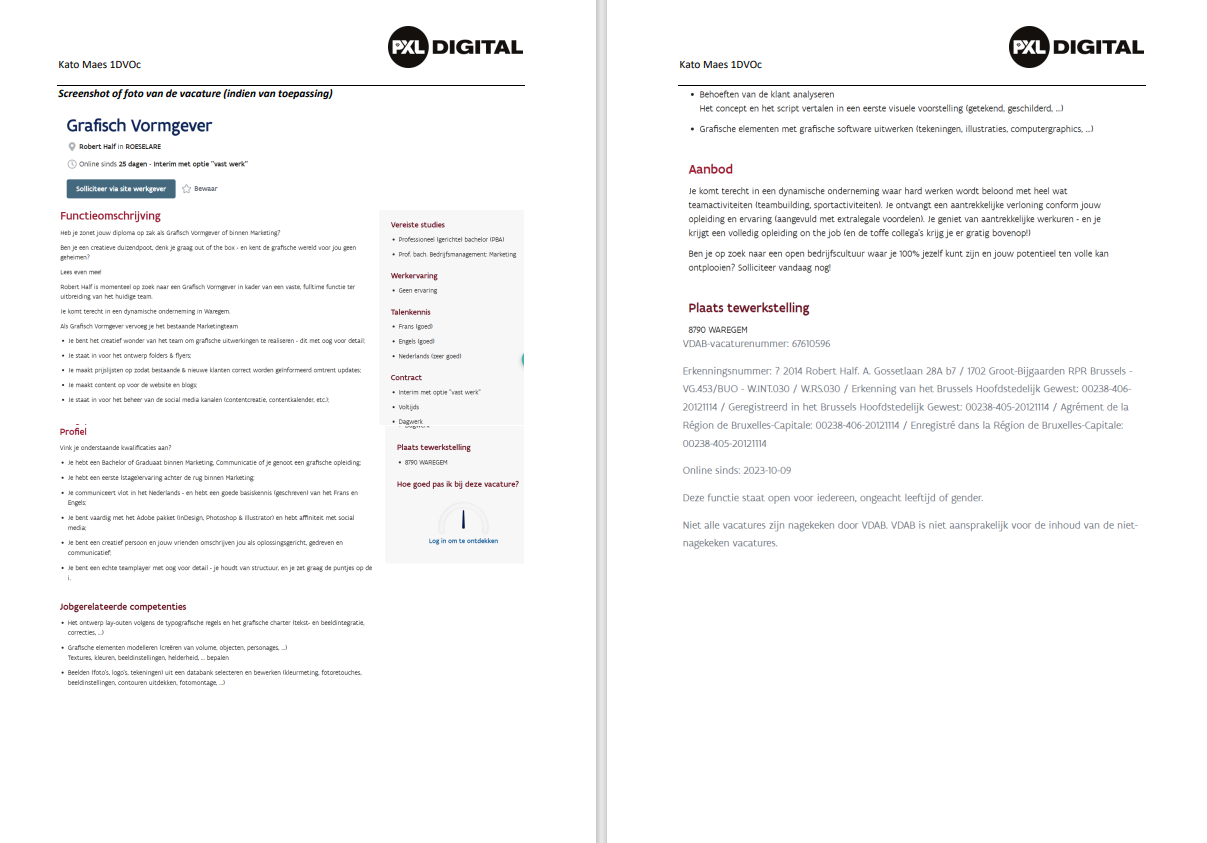 PXL DIGITAL
Kato Maes 1DVOc
Screenshot of foto van de vacature (indien van toepassing)
Grafisch Vormgever
Robert Half in ROESELARE
Online sinds 25 dagen - Interim met optie "vast werk"
Solliciteer via site werkgever
Bewaar
Functieomschrijving
Heb je zonet jouw diploma op zak als Grafisch Vormgever of binnen Marketing?
Ben je een creatieve duizendpoot, denk je graag out of the box - en kent de grafische wereld voor jou geen
geheimen?
Lees even mee!
Robert Half is momenteel op zoek naar een Grafisch Vormgever in kader van een vaste, fulltime functie ter
uitbreiding van het huidige team.
Je komt terecht in een dynamische onderneming in Waregem.
Als Grafisch Vormgever vervoeg je het bestaande Marketingteam
• Je bent het creatief wonder van het team om grafische uitwerkingen te realiseren - dit met oog voor detail;
• Je staat in voor het ontwerp folders & flyers;
• Je maakt prijslijsten op zodat bestaande & nieuwe klanten correct worden geïnformeerd omtrent updates;
• Je maakt content op voor de website en blogs;
• Je staat in voor het beheer van de social media kanalen (contentcreatie, contentkalender, etc.);
Vereiste studies
• Professioneel (gerichte) bachelor (PBA)
• Prof. bach. Bedrijfsmanagement: Marketing
Werkervaring
• Geen ervaring
Talenkennis
• Frans (goed)
• Engels (goed)
• Nederlands (zeer goed)
Contract
• Interim met optie "vast werk"
• Voltijds
• Dagwerk
Profiel
Vink je onderstaande kwalificaties aan?
• Je hebt een Bachelor of Graduaat binnen Marketing, Communicatie of je genoot een grafische opleiding;
• Je hebt een eerste (stage)ervaring achter de rug binnen Marketing;
• Je communiceert vlot in het Nederlands - en hebt een goede basiskennis (geschreven) van het Frans en
Engels;
• Je bent vaardig met het Adobe pakket (InDesign, Photoshop & Illustrator) en hebt affiniteit met social
media;
• Je bent een creatief persoon en jouw vrienden omschrijven jou als oplossingsgericht, gedreven en
communicatief;
• Je bent een echte teamplayer met oog voor detail - je houdt van structuur, en je zet graag de puntjes op de
i.
Plaats tewerkstelling
• 8790 WAREGEM
Hoe goed pas ik bij deze vacature?
Log in om te ontdekken
Jobgerelateerde competenties
• Het ontwerp lay-outen volgens de typografische regels en het grafische charter (tekst- en beeldintegratie,
correcties, ...)
• Grafische elementen modelleren (creëren van volume, objecten, personages, ...)
Textures, kleuren, beeldinstellingen, helderheid, ... bepalen
• Beelden (foto's, logo's, tekeningen) uit een databank selecteren en bewerken (kleurmeting, fotoretouches,
beeldinstellingen, contouren uitdekken, fotomontage, ...)
PXL DIGITAL
Kato Maes 1DVOc
• Behoeften van de klant analyseren
Het concept en het script vertalen in een eerste visuele voorstelling (getekend, geschilderd, ...)
• Grafische elementen met grafische software uitwerken (tekeningen, illustraties, computergraphics, ...)
Aanbod
Je komt terecht in een dynamische onderneming waar hard werken wordt beloond met heel wat
teamactiviteiten (teambuilding, sportactiviteiten). Je ontvangt een aantrekkelijke verloning conform jouw
opleiding en ervaring (aangevuld met extralegale voordelen). Je geniet van aantrekkelijke werkuren - en je
krijgt een volledig opleiding on the job (en de toffe collega's krijg je er gratig bovenop!)
Ben je op zoek naar een open bedrijfscultuur waar je 100% jezelf kunt zijn en jouw potentieel ten volle kan
ontplooien? Solliciteer vandaag nog!
Plaats tewerkstelling
8790 WAREGEM
VDAB-vacaturenummer: 67610596
Erkenningsnummer: ? 2014 Robert Half. A. Gossetlaan 28A b7 / 1702 Groot-Bijgaarden RPR Brussels -
VG.453/BUO - W.INT.030 / W.RS.030 / Erkenning van het Brussels Hoofdstedelijk Gewest: 00238-406-
20121114 / Geregistreerd in het Brussels Hoofdstedelijk Gewest: 00238-405-20121114 / Agrément de la
Région de Bruxelles-Capitale: 00238-406-20121114 / Enregistré dans la Région de Bruxelles-Capitale:
00238-405-20121114
Online sinds: 2023-10-09
Deze functie staat open voor iedereen, ongeacht leeftijd of gender.
Niet alle vacatures zijn nagekeken door VDAB. VDAB is niet aansprakelijk voor de inhoud van de niet-
nagekeken vacatures.